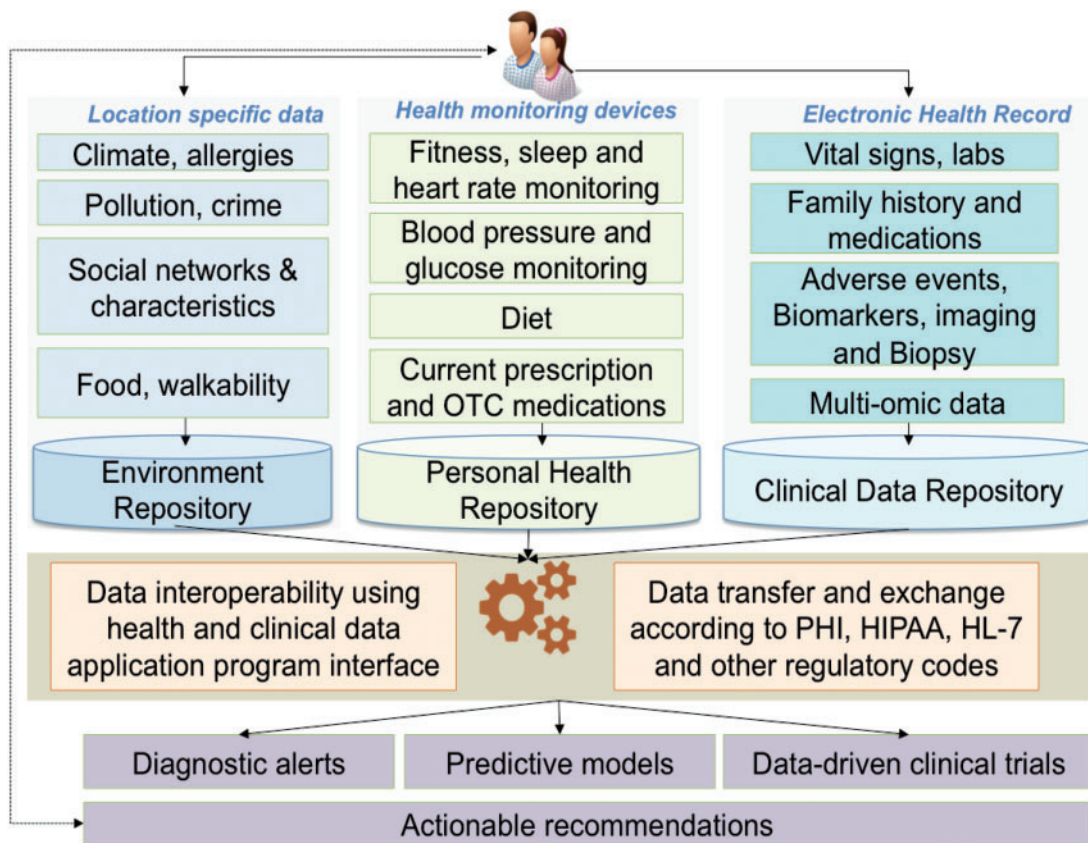 Location specific data
Climate, allergies
Pollution, crime
Social networks &
characteristics
Food, walkability
Environment
Repository
Health monitoring devices
Fitness, sleep and
heart rate monitoring
Blood pressure and
glucose monitoring
Diet
Current prescription
and OTC medications
Personal Health
Repository
Electronic Health Record
Vital signs, labs
Family history and
medications
Adverse events,
Biomarkers, imaging
and Biopsy
Multi-omic data
Clinical Data Repository
Data interoperability using
health and clinical data
application program interface
Data transfer and exchange
according to PHI, HIPAA, HL-7
and other regulatory codes
Diagnostic alerts
Predictive models
Data-driven clinical trials
Actionable recommendations